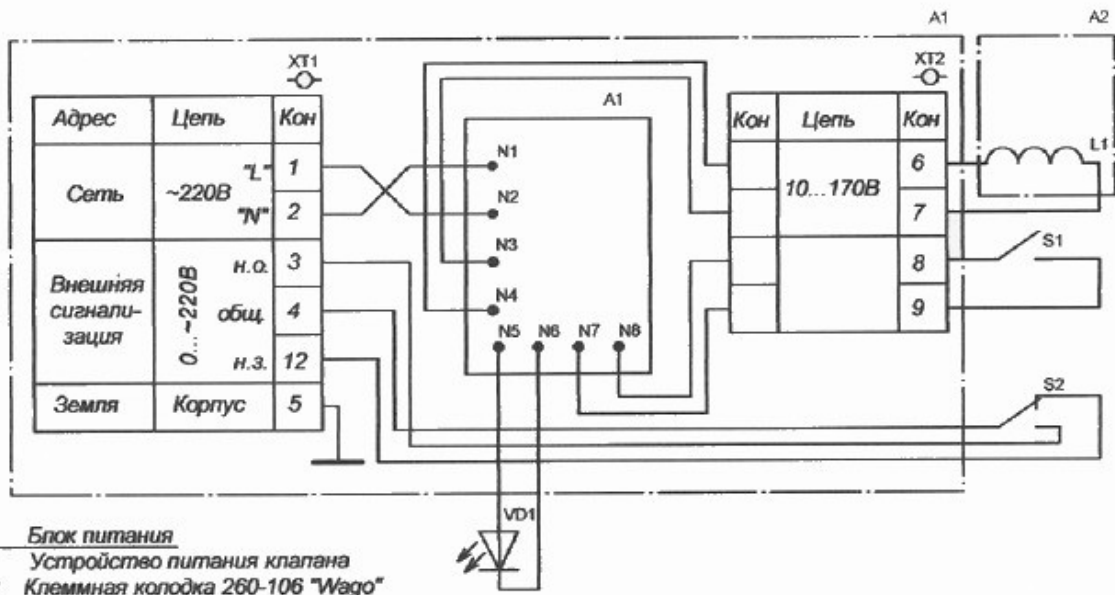 A1
A2
XT1
XT2
A1
Адрес Цепь Кон
Сеть ~220В "L" 1
"N" 2
Внешняя
сигнали-
зация
0...~220В
н.о. 3
общ. 4
н.з. 12
Земля Корпус 5
N1
N2
N3
N4
N5 N6 N7 N8
Кон Цепь Кон
10...170В
6
7
8
9
L1
S1
S2
VD1
Блок питания
Устройство питания клапана
Клеммная колодка 260-106 "Wago"